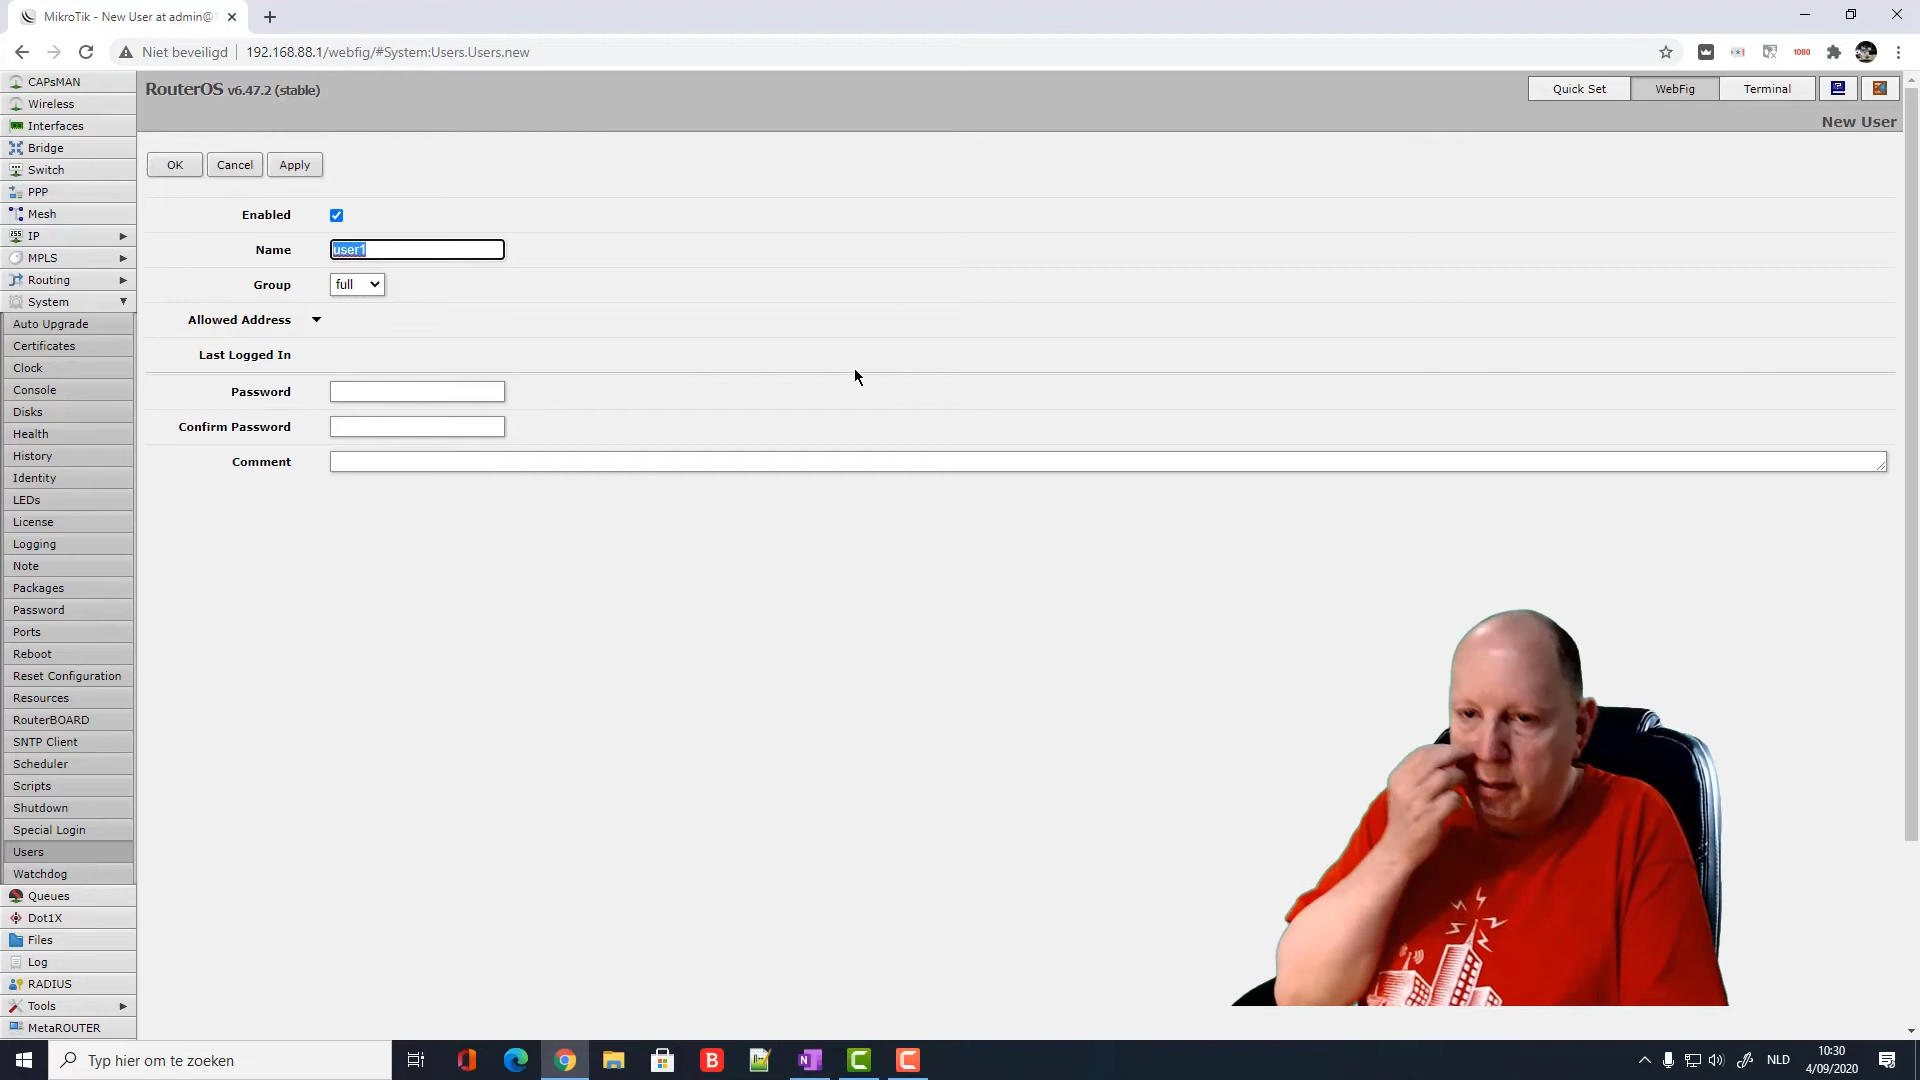 MikroTik - New User at admin@
Niet beveiligd
192.168.88.1/webfig/#System:Users.Users.new
1080
CAPsMAN
Wireless
Interfaces
Bridge
Switch
PPP
Mesh
IP
MPLS
Routing
System
Auto Upgrade
Certificates
Clock
Console
Disks
Health
History
Identity
LEDs
License
Logging
Note
Packages
Password
Ports
Reboot
Reset Configuration
Resources
RouterBOARD
SNTP Client
Scheduler
Scripts
Shutdown
Special Login
Users
Watchdog
Queues
Dot1X
Files
Log
RADIUS
Tools
MetaROUTER
RouterOS v6.47.2 (stable)
Quick Set
WebFig
Terminal
New User
OK
Cancel
Apply
Enabled
Name
user1
Group
full
Allowed Address
Last Logged In
Password
Confirm Password
Comment
Typ hier om te zoeken
NLD
10:30
4/09/2020